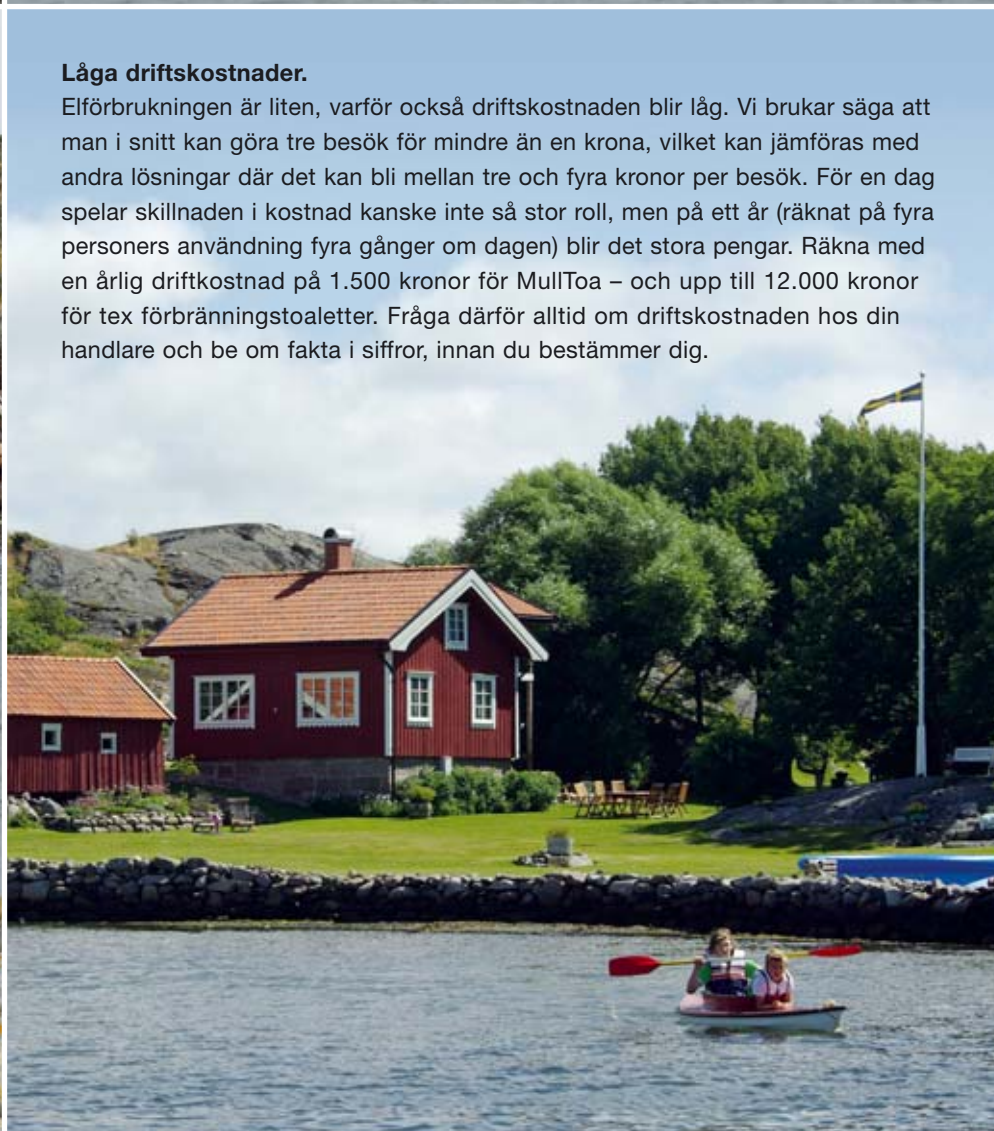 Låga driftskostnader.
Elförbrukningen är liten, varför också driftskostnaden blir låg. Vi brukar säga att
man i snitt kan göra tre besök för mindre än en krona, vilket kan jämföras med
andra lösningar där det kan bli mellan tre och fyra kronor per besök. För en dag
spelar skillnaden i kostnad kanske inte så stor roll, men på ett år (räknat på fyra
personers användning fyra gånger om dagen) blir det stora pengar. Räkna med
en årlig driftkostnad på 1.500 kronor för MullToa – och upp till 12.000 kronor
för tex förbränningstoaletter. Fråga därför alltid om driftskostnaden hos din
handlare och be om fakta i siffror, innan du bestämmer dig.